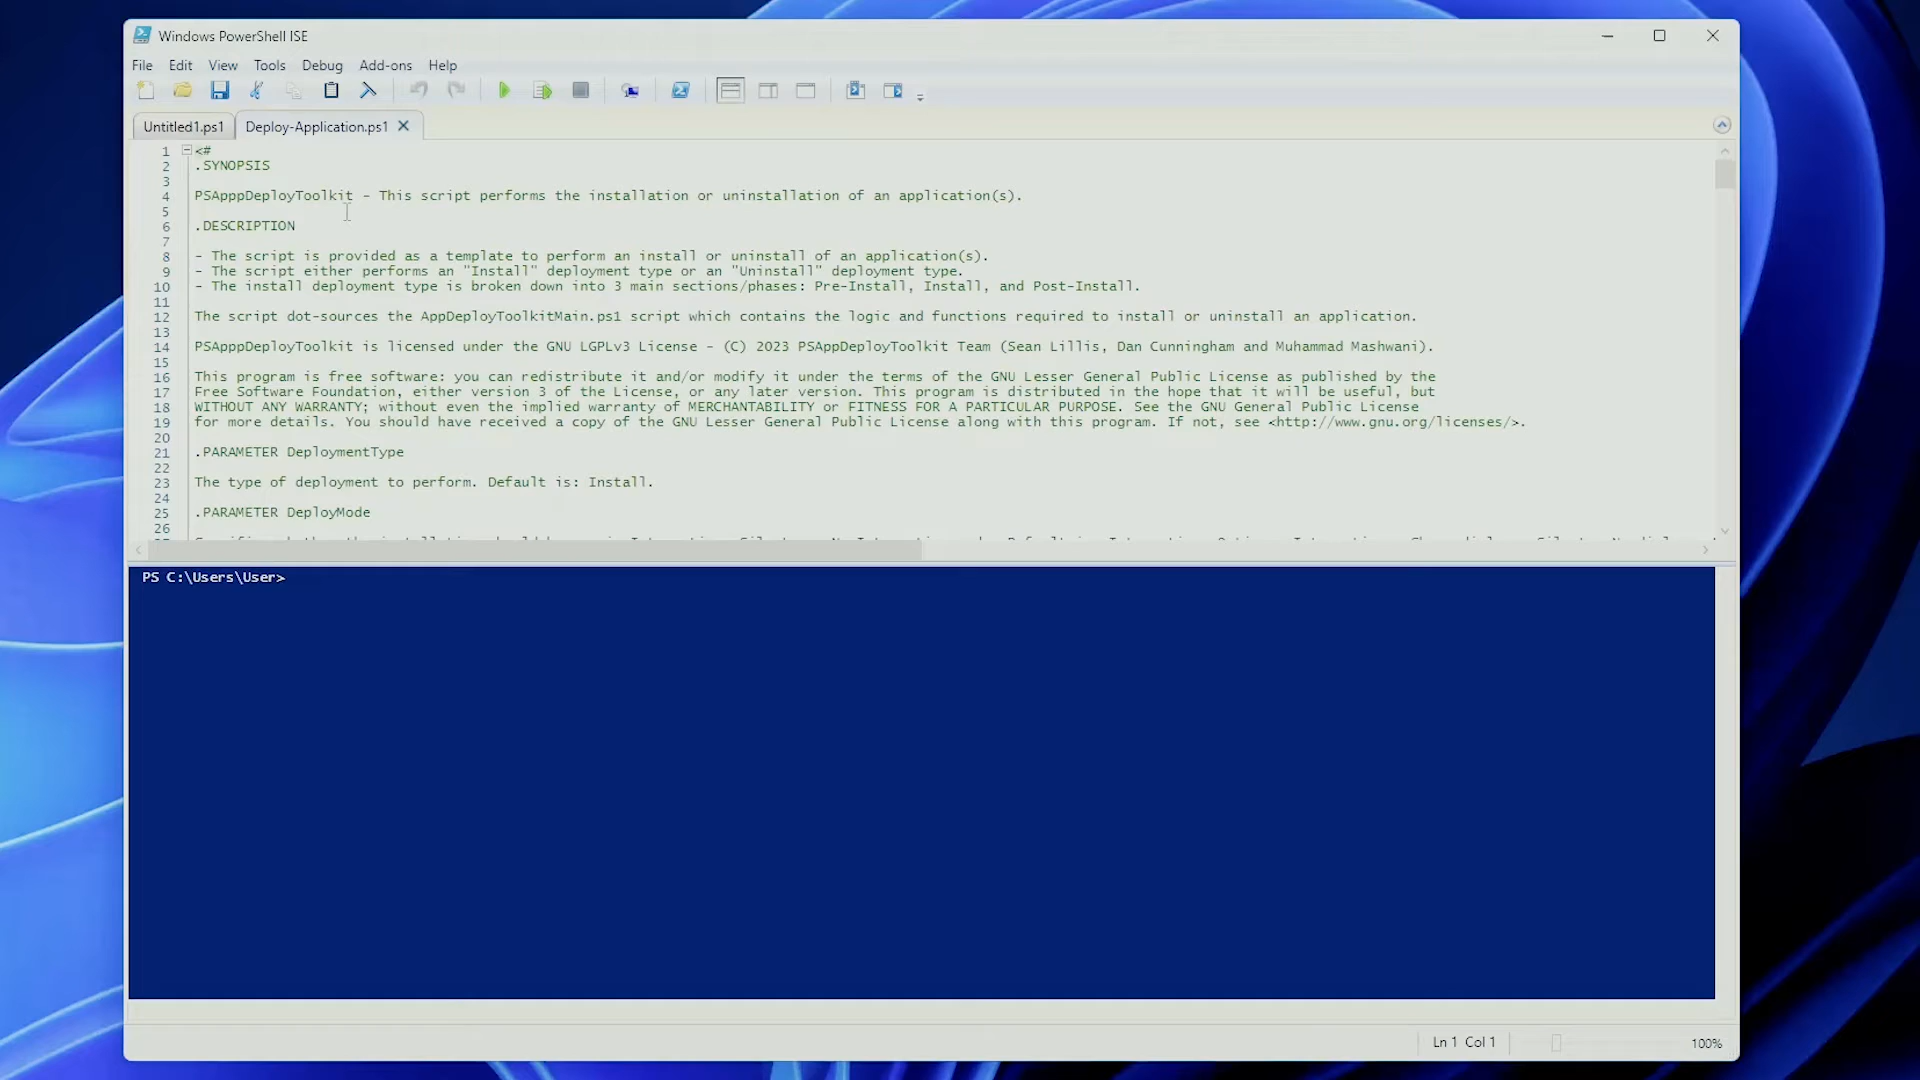 Windows PowerShell ISE
File Edit View Tools Debug Add-ons Help
Untitled1.ps1 Deploy-Application.ps1
1 <#
2 .SYNOPSIS
3
4 PSApppDeployToolkit - This script performs the installation or uninstallation of an application(s).
5
6 .DESCRIPTION
7
8 - The script is provided as a template to perform an install or uninstall of an application(s).
9 - The script either performs an "Install" deployment type or an "Uninstall" deployment type.
10 - The install deployment type is broken down into 3 main sections/phases: Pre-Install, Install, and Post-Install.
11
12 The script dot-sources the AppDeployToolkitMain.ps1 script which contains the logic and functions required to install or uninstall an application.
13
14 PSApppDeployToolkit is licensed under the GNU LGPLv3 License - (C) 2023 PSAppDeployToolkit Team (Sean Lillis, Dan Cunningham and Muhammad Mashwani).
15
16 This program is free software: you can redistribute it and/or modify it under the terms of the GNU Lesser General Public License as published by the
17 Free Software Foundation, either version 3 of the License, or any later version. This program is distributed in the hope that it will be useful, but
18 WITHOUT ANY WARRANTY; without even the implied warranty of MERCHANTABILITY or FITNESS FOR A PARTICULAR PURPOSE. See the GNU General Public License
19 for more details. You should have received a copy of the GNU Lesser General Public License along with this program. If not, see <http://www.gnu.org/licenses/>.
20
21 .PARAMETER DeploymentType
22
23 The type of deployment to perform. Default is: Install.
24
25 .PARAMETER DeployMode
26
PS C:\Users\User>
Ln 1 Col 1
100%